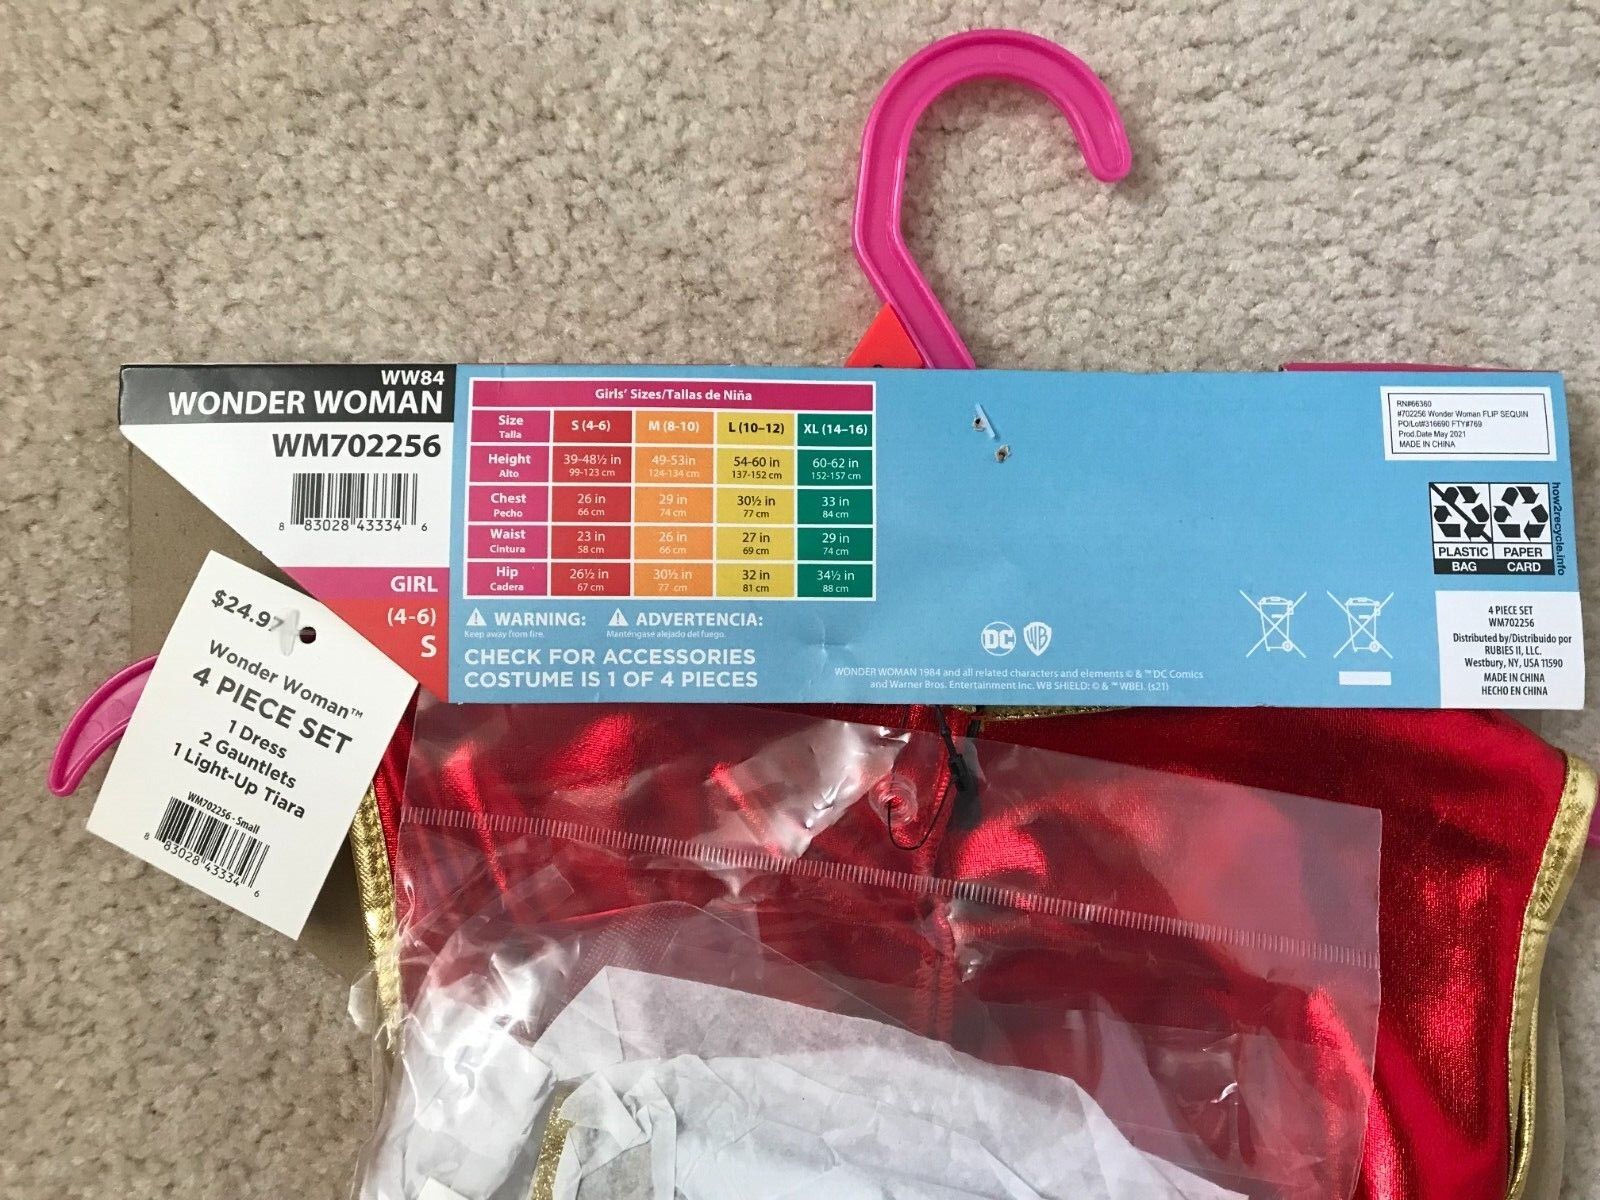 WW84
WONDER WOMAN
WM702256
8 83028 43334 6
GIRL
(4-6)
S
Girls' Sizes/Tallas de Niña
Size S (4-6) M (8-10) L (10–12) XL (14–16)
Talla
Height 39-48½ in 49-53in 54-60 in 60-62 in
Alto 99-123 cm 124-134 cm 137-152 cm 152-157 cm
Chest 26 in 29 in 30½ in 33 in
Pecho 66 cm 74 cm 77 cm 84 cm
Waist 23 in 26 in 27 in 29 in
Cintura 58 cm 66 cm 69 cm 74 cm
Hip 26½ in 30½ in 32 in 34½ in
Cadera 67 cm 77 cm 81 cm 88 cm
WARNING: ADVERTENCIA:
Keep away from fire. Manténgase alejado del fuego.
CHECK FOR ACCESSORIES
COSTUME IS 1 OF 4 PIECES
DC WB
WONDER WOMAN 1984 and all related characters and elements © & ™ DC Comics
and Warner Bros. Entertainment Inc. WB SHIELD: © & ™ WBEI. (s21)
RN#66360
#702256 Wonder Woman FLIP SEQUIN
PO/Lot#316690 FTY#769
Prod.Date May 2021
MADE IN CHINA
how2recycle.info
PLASTIC PAPER
BAG CARD
4 PIECE SET
WM702256
Distributed by/Distribuido por
RUBIES II, LLC.
Westbury, NY, USA 11590
MADE IN CHINA
HECHO EN CHINA
$24.97
Wonder Woman™
4 PIECE SET
1 Dress
2 Gauntlets
1 Light-Up Tiara
WM702256 - Small
8 83028 43334 6